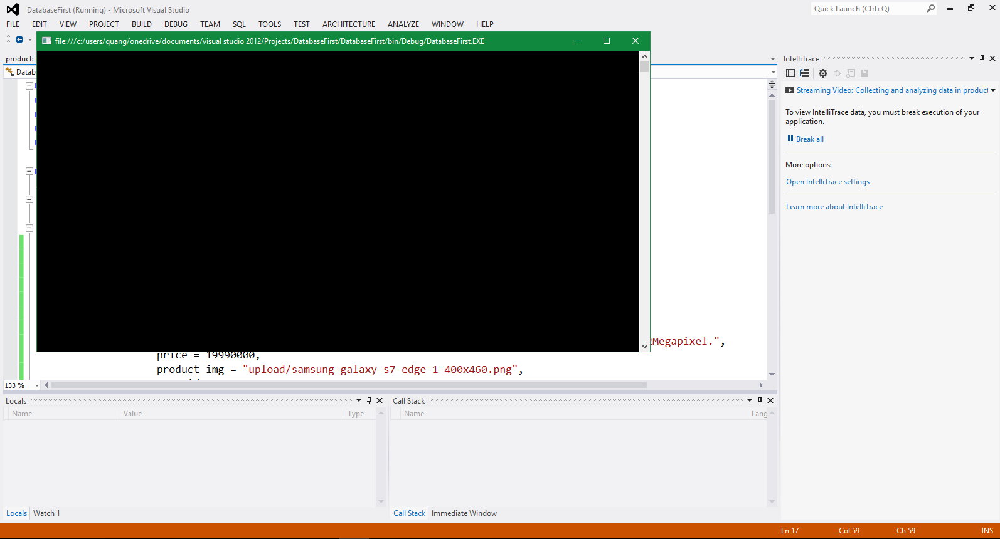 DatabaseFirst (Running) - Microsoft Visual Studio
Quick Launch (Ctrl+Q)
FILE EDIT VIEW PROJECT BUILD DEBUG TEAM SQL TOOLS TEST ARCHITECTURE ANALYZE WINDOW HELP
file:///c:/users/quang/onedrive/documents/visual studio 2012/Projects/DatabaseFirst/DatabaseFirst/bin/Debug/DatabaseFirst.EXE
product:
Datab
IntelliTrace
Streaming Video: Collecting and analyzing data in product
To view IntelliTrace data, you must break execution of your
application.
Break all
More options:
Open IntelliTrace settings
Learn more about IntelliTrace
Megapixel.",
price = 19990000,
product_img = "upload/samsung-galaxy-s7-edge-1-400x460.png",
133 %
Locals
Name Value Type
Call Stack
Name Lang
Locals Watch 1
Call Stack Immediate Window
Ln 17 Col 59 Ch 59 INS